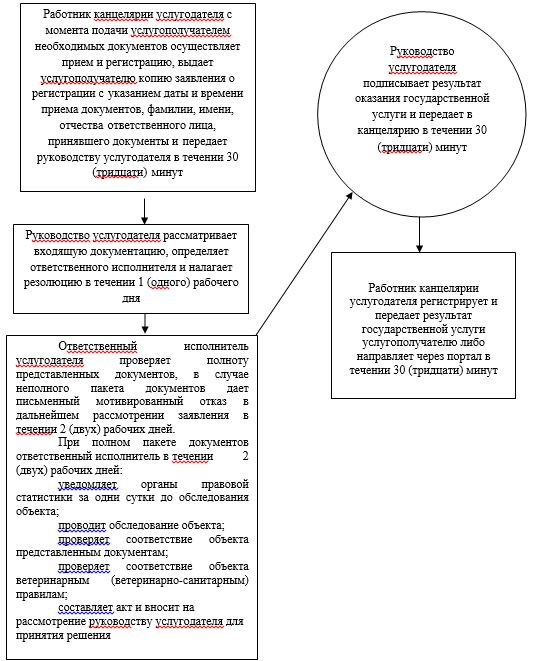 Работник канцелярии услугодателя с
момента подачи услугополучателем
необходимых документов осуществляет
прием и регистрацию, выдает
услугополучателю копию заявления о
регистрации с указанием даты и времени
приема документов, фамилии, имени,
отчества ответственного лица,
принявшего документы и передает
руководству услугодателя в течении 30
(тридцати) минут
Руководство услугодателя рассматривает
входящую документацию, определяет
ответственного исполнителя и налагает
резолюцию в течении 1 (одного) рабочего
дня
Ответственный исполнитель
услугодателя проверяет полноту
представленных документов, в случае
неполного пакета документов дает
письменный мотивированный отказ в
дальнейшем рассмотрении заявления в
течении 2 (двух) рабочих дней.
При полном пакете документов
ответственный исполнитель в течении 2
(двух) рабочих дней:
уведомляет органы правовой
статистики за одни сутки до обследования
объекта;
проводит обследование объекта;
проверяет соответствие объекта
представленным документам;
проверяет соответствие объекта
ветеринарным (ветеринарно-санитарным)
правилам;
составляет акт и вносит на
рассмотрение руководству услугодателя для
принятия решения
Руководство
услугодателя
подписывает результат
оказания государственной
услуги и передает в
канцелярию в течении 30
(тридцати) минут
Работник канцелярии
услугодателя регистрирует и
передает результат
государственной услуги
услугополучателю либо
направляет через портал в
течении 30 (тридцати) минут